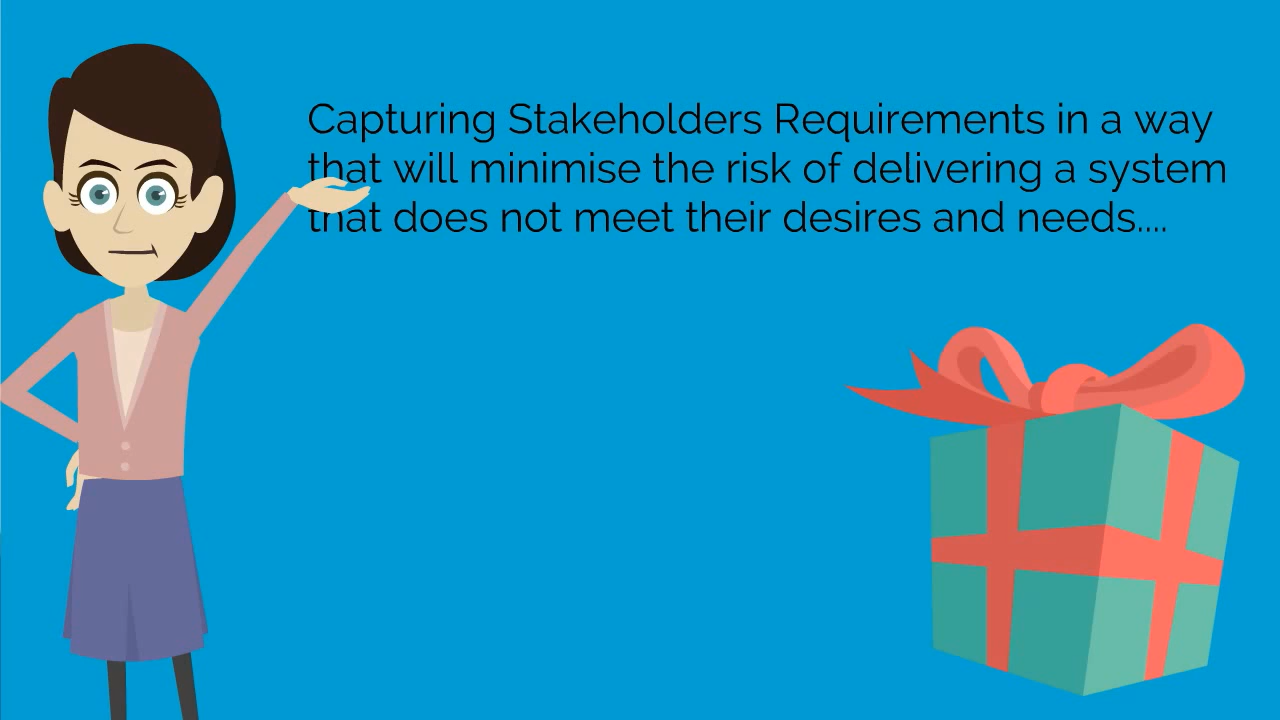 Capturing Stakeholders Requirements in a way
that will minimise the risk of delivering a system
that does not meet their desires and needs....